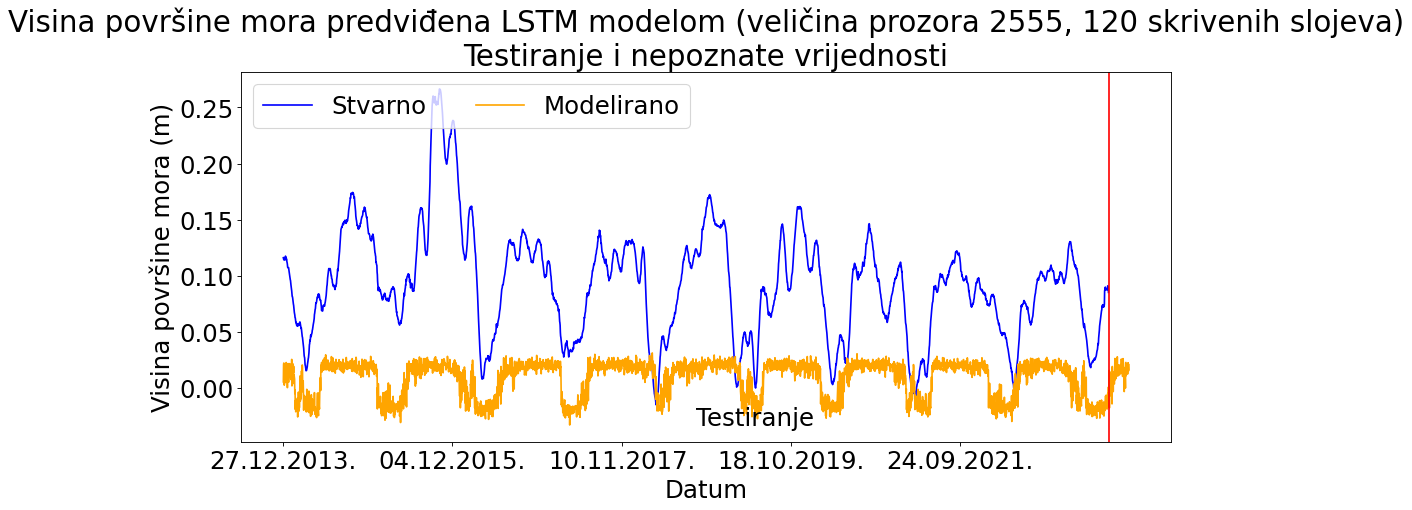 Visina površine mora predviđena LSTM modelom (veličina prozora 2555, 120 skrivenih slojeva)
Testiranje i nepoznate vrijednosti
Stvarno Modelirano
Visina površine mora (m)
0.25
0.20
0.15
0.10
0.05
0.00
Testiranje
27.12.2013. 04.12.2015. 10.11.2017. 18.10.2019. 24.09.2021.
Datum